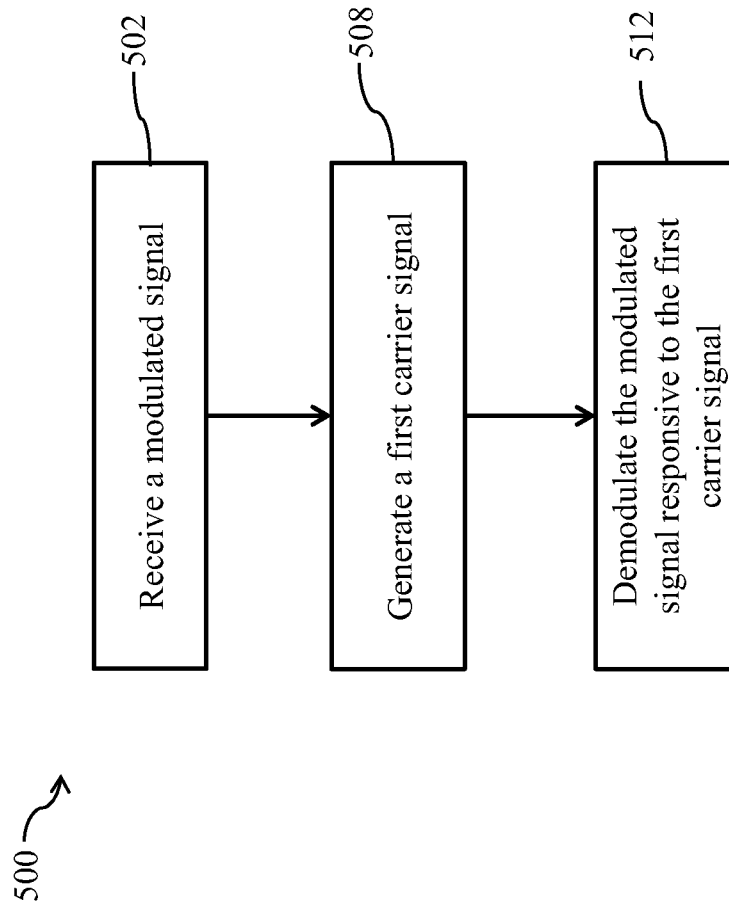 500
502
Receive a modulated signal
508
Generate a first carrier signal
512
Demodulate the modulated
signal responsive to the first
carrier signal